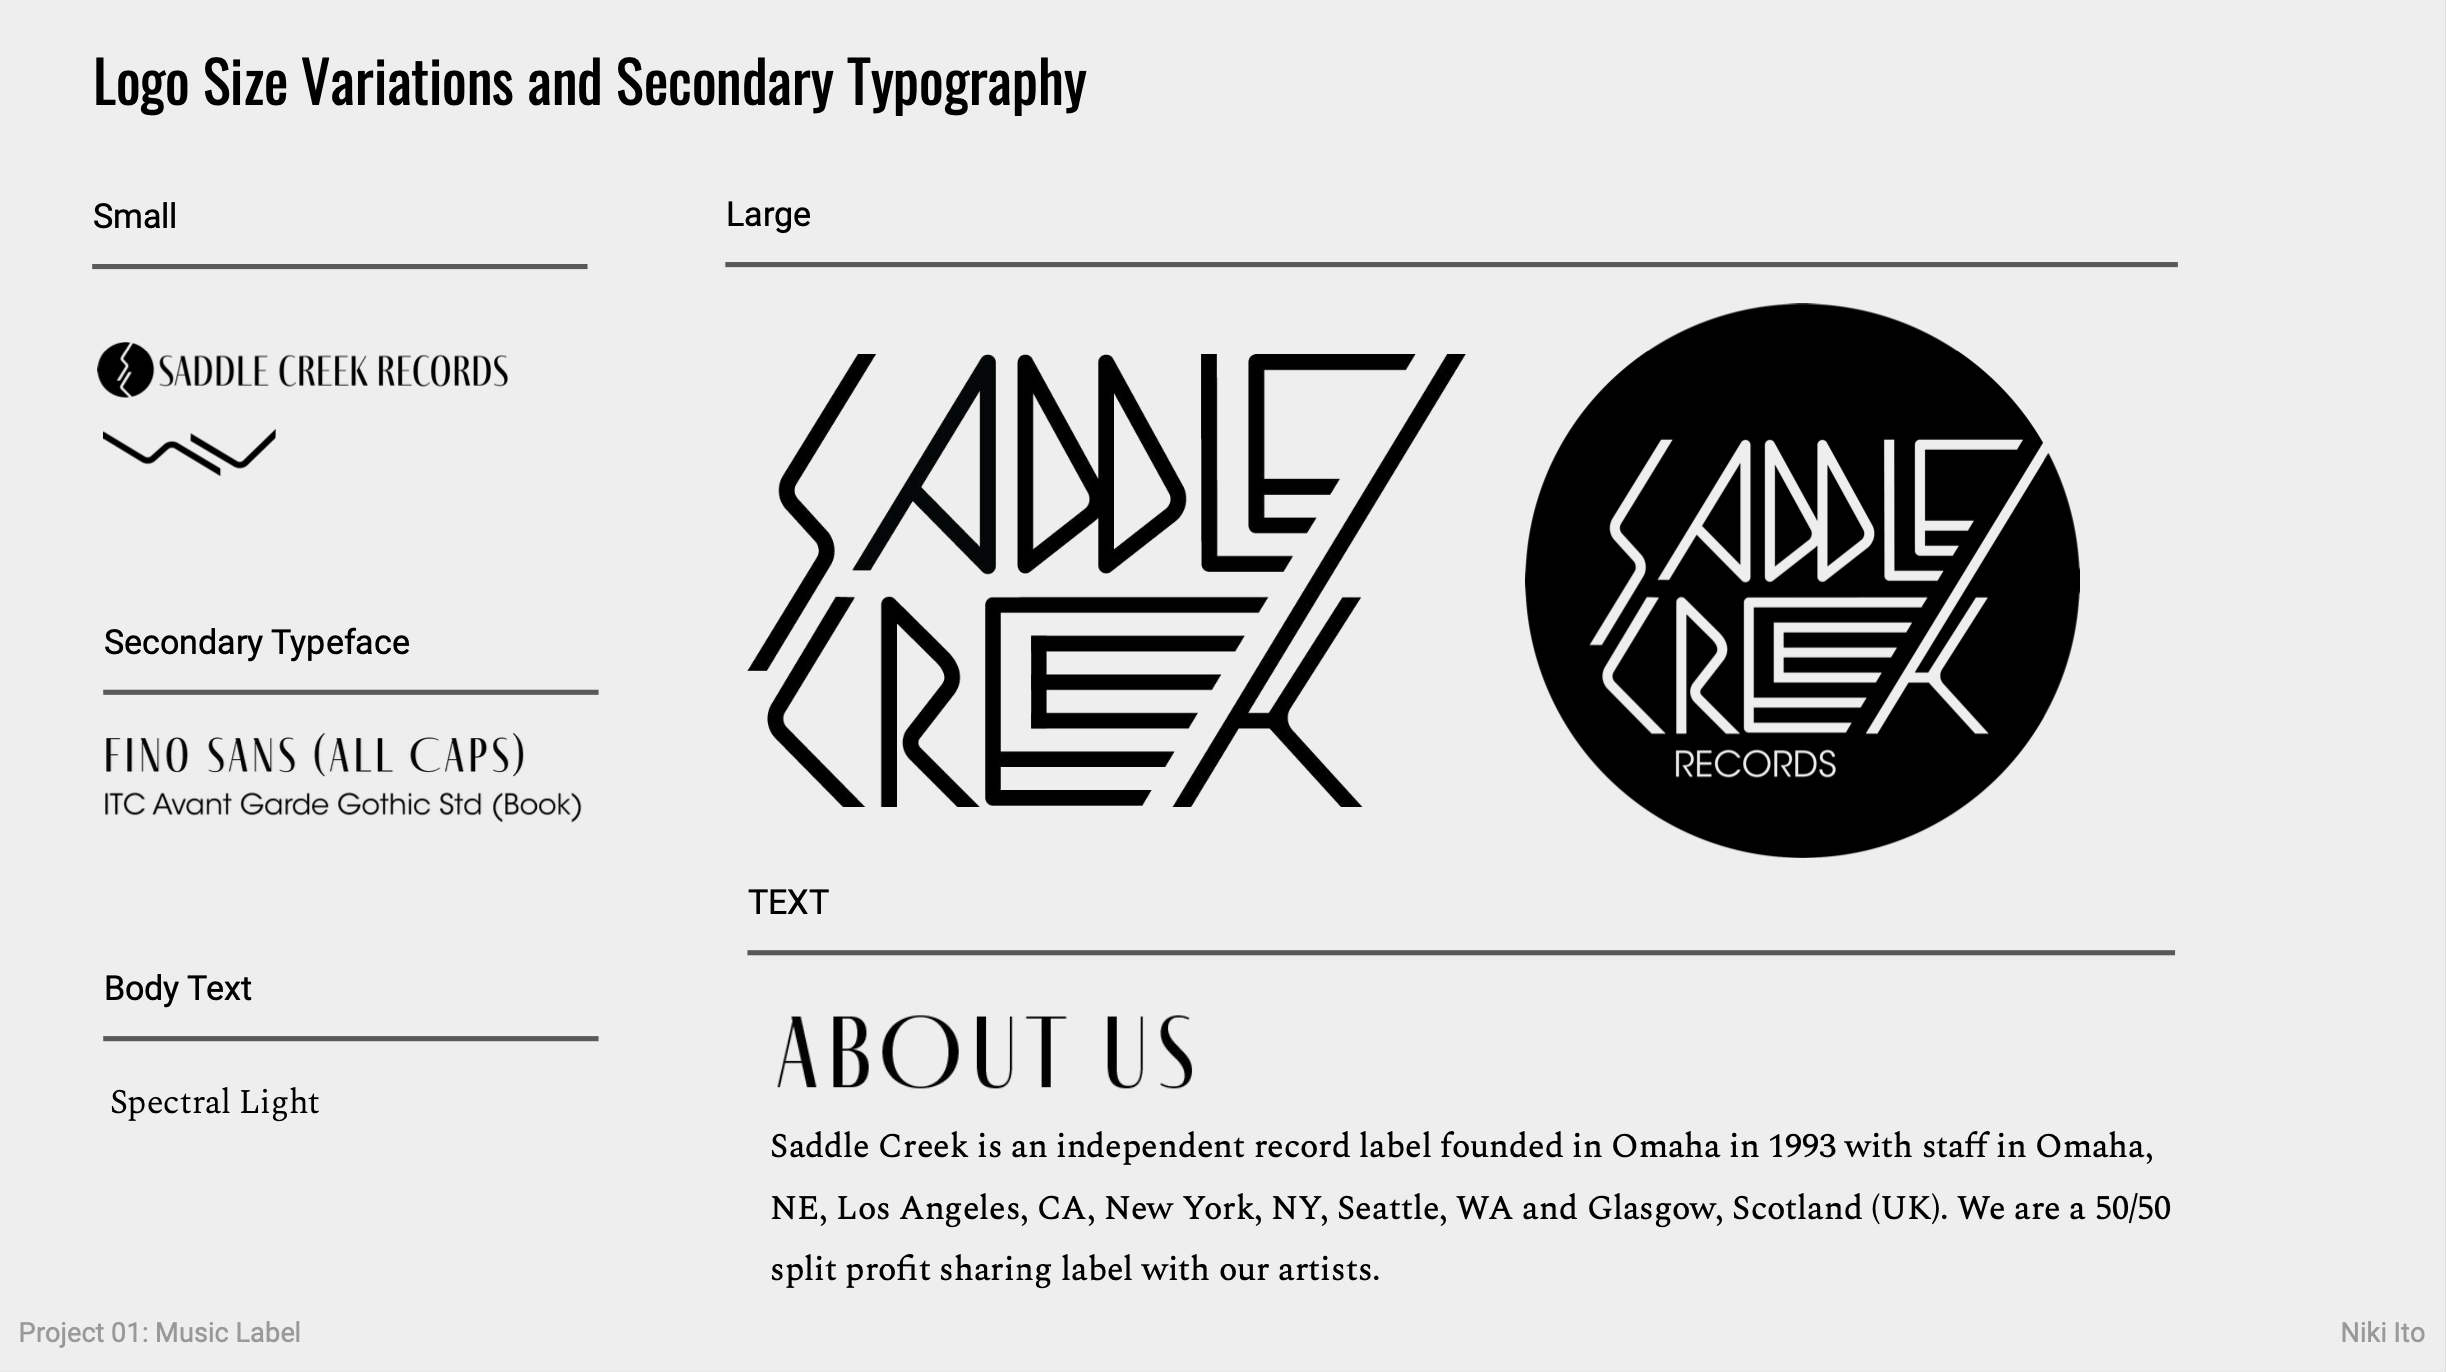 Logo Size Variations and Secondary Typography
Small
SADDLE CREEK RECORDS
Secondary Typeface
FINO SANS (ALL CAPS)
ITC Avant Garde Gothic Std (Book)
Body Text
Spectral Light
Large
SADDLE
CREEK
SADDLE
CREEK
RECORDS
TEXT
ABOUT US
Saddle Creek is an independent record label founded in Omaha in 1993 with staff in Omaha,
NE, Los Angeles, CA, New York, NY, Seattle, WA and Glasgow, Scotland (UK). We are a 50/50
split profit sharing label with our artists.
Project 01: Music Label
Niki Ito